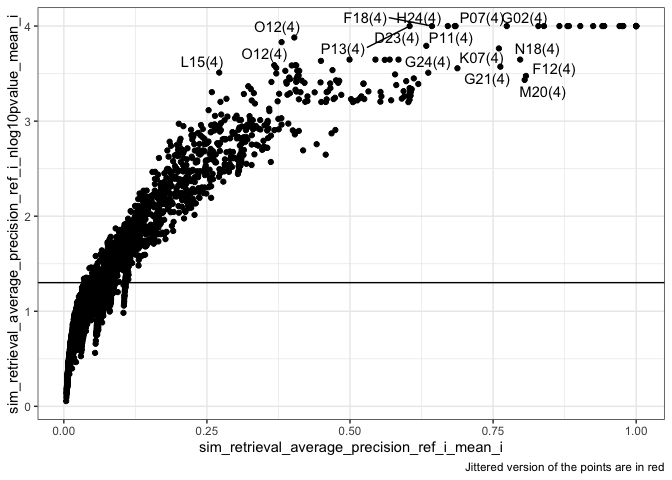 F18(4) H24(4) P07(4) G02(4)
O12(4) D23(4) P11(4)
O12(4) P13(4) K07(4) N18(4)
L15(4) G24(4) F12(4)
G21(4)
M20(4)
4
3
2
1
0
sim_retrieval_average_precision_ref_i_nlog10pvalue_mean_i
0.00 0.25 0.50 0.75 1.00
sim_retrieval_average_precision_ref_i_mean_i
Jittered version of the points are in red